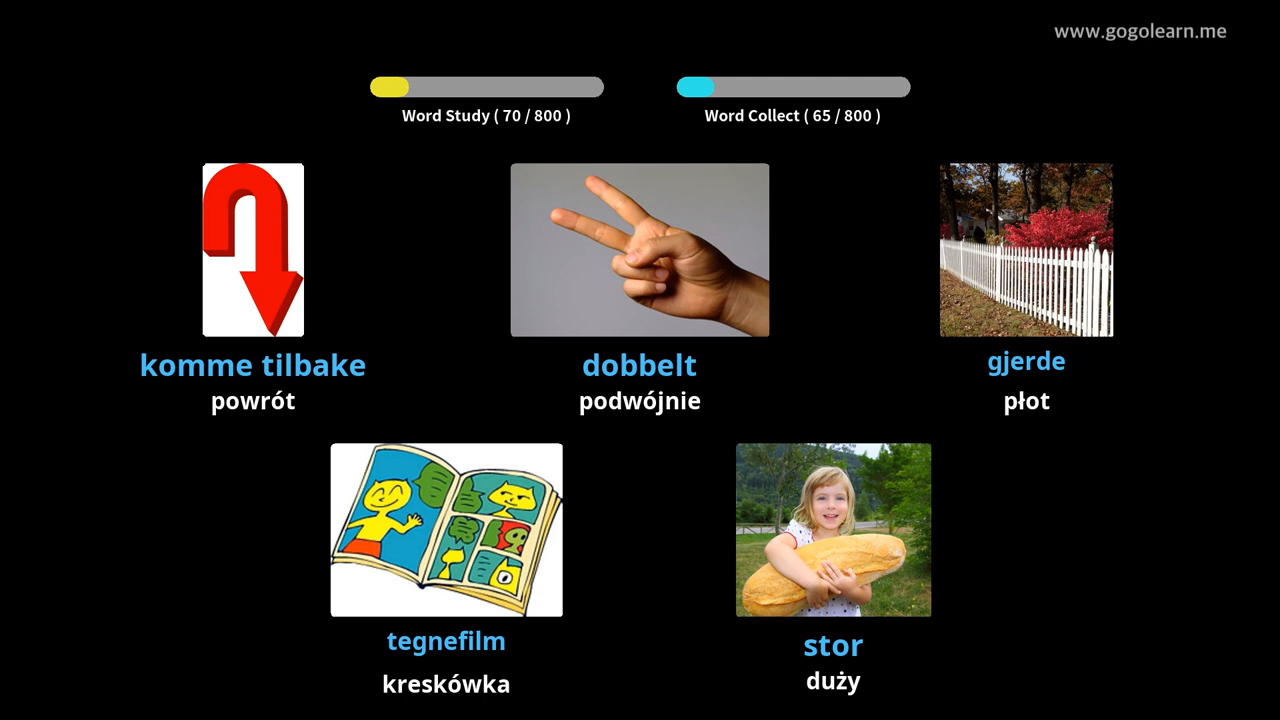 www.gogolearn.me
Word Study ( 70 / 800 )
Word Collect ( 65 / 800 )
komme tilbake
powrót
dobbelt
podwójnie
gjerde
płot
tegnefilm
kreskówka
stor
duży